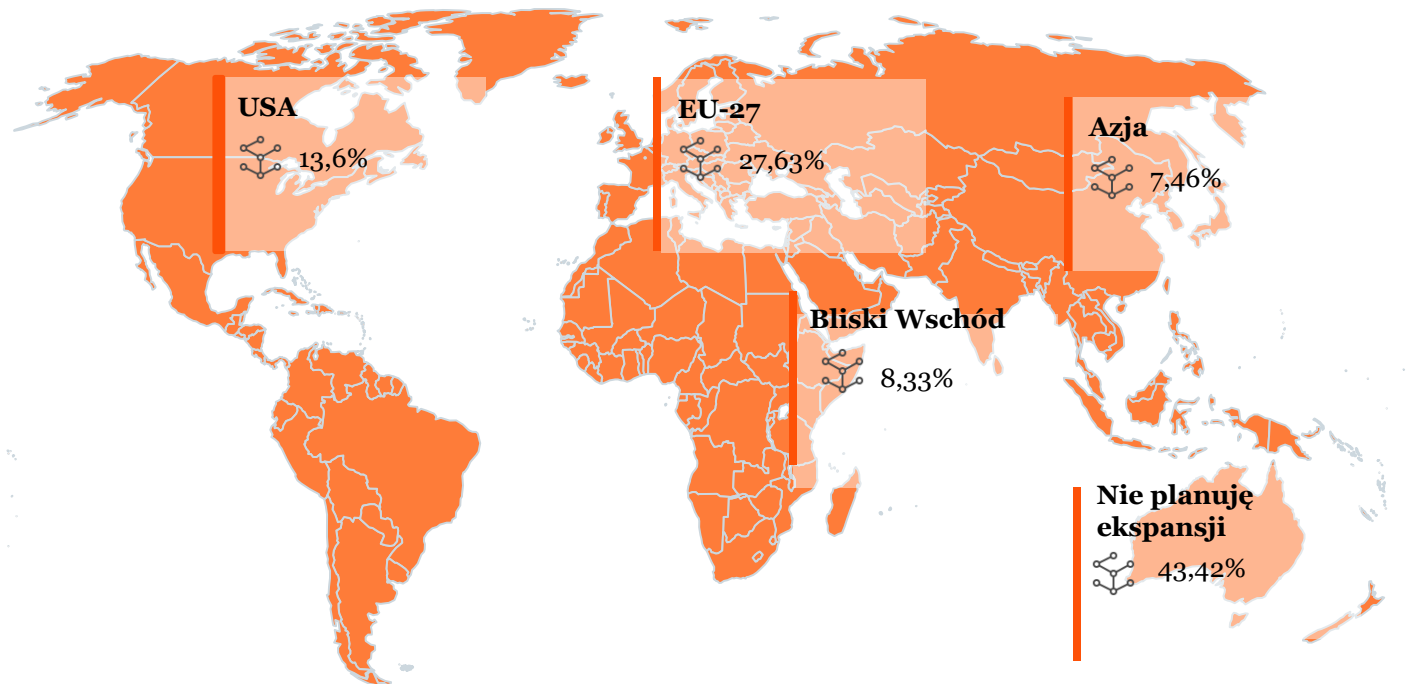 USA
13,6%
EU-27
27,63%
Azja
7,46%
Bliski Wschód
8,33%
Nie planuję
ekspansji
43,42%